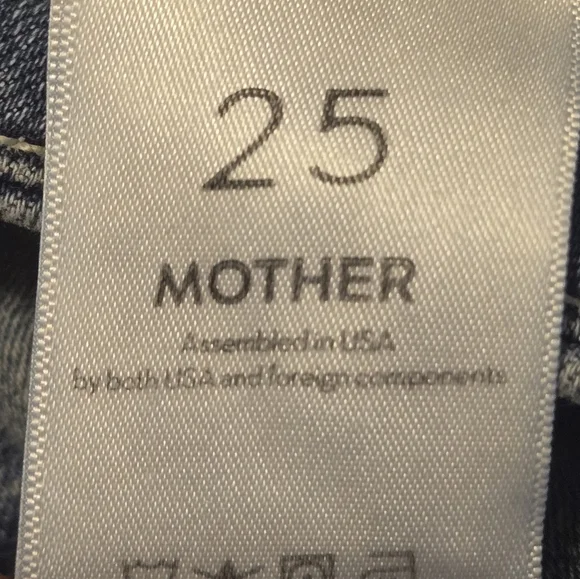 25
MOTHER
Assembled in USA
by both USA and foreign components